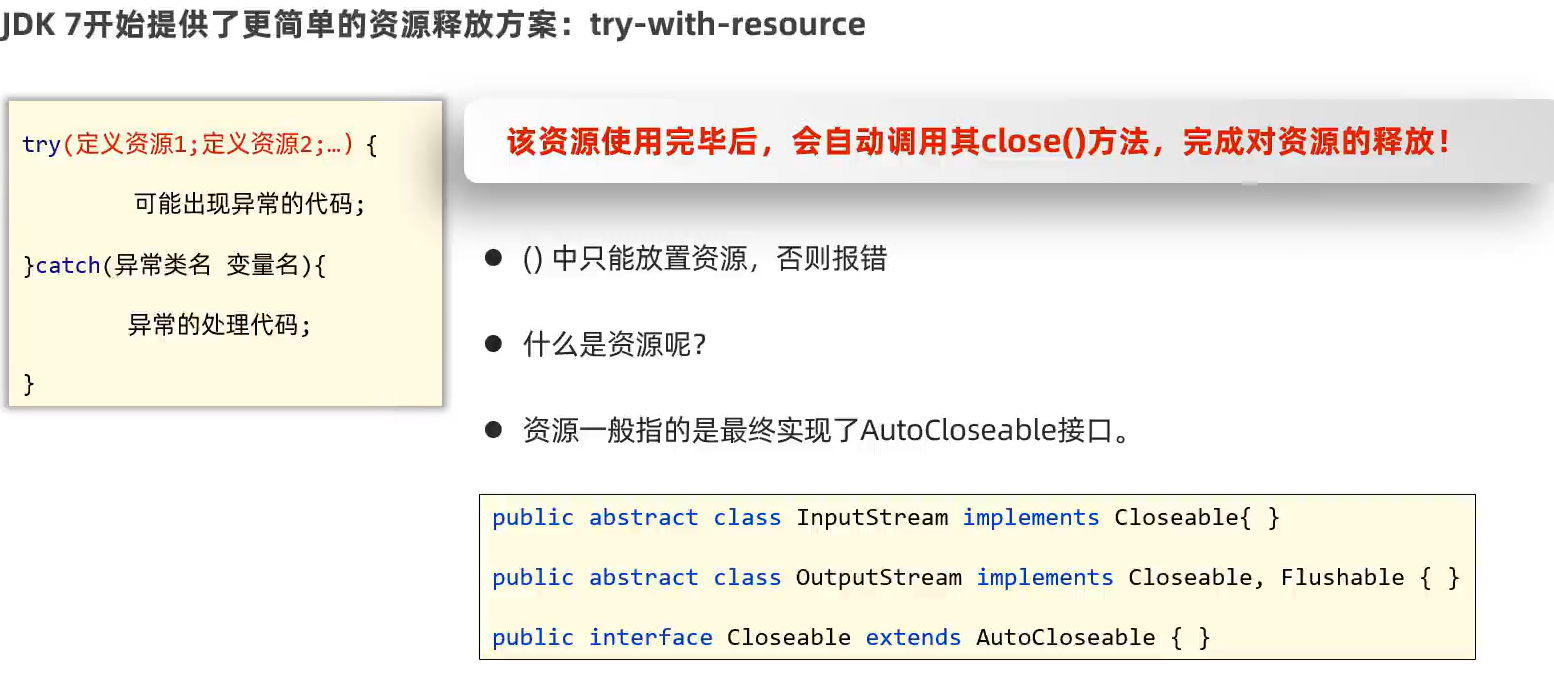 JDK 7开始提供了更简单的资源释放方案：try-with-resource
try(定义资源1;定义资源2;…) {
可能出现异常的代码;
}catch(异常类名 变量名){
异常的处理代码;
}
该资源使用完毕后，会自动调用其close()方法，完成对资源的释放！
● () 中只能放置资源，否则报错
● 什么是资源呢？
● 资源一般指的是最终实现了AutoCloseable接口。
public abstract class InputStream implements Closeable{ }
public abstract class OutputStream implements Closeable, Flushable { }
public interface Closeable extends AutoCloseable { }